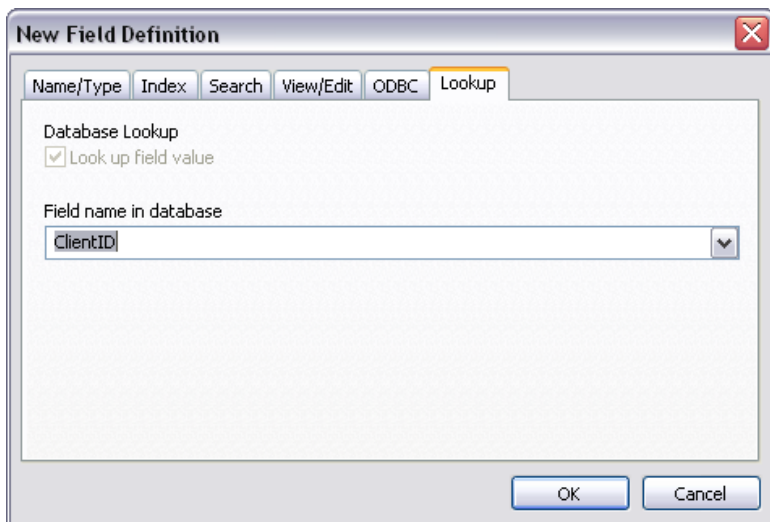 New Field Definition
Name/Type Index Search View/Edit ODBC Lookup
Database Lookup
Look up field value
Field name in database
ClientID
OK Cancel